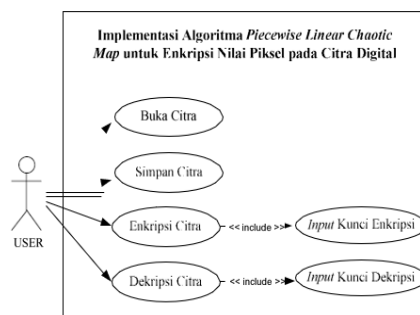 Implementasi Algoritma Piecewise Linear Chaotic
Map untuk Enkripsi Nilai Piksel pada Citra Digital
Buka Citra
Simpan Citra
Enkripsi Citra
<< include >>
Input Kunci Enkripsi
USER
Dekripsi Citra
<< include >>
Input Kunci Dekripsi